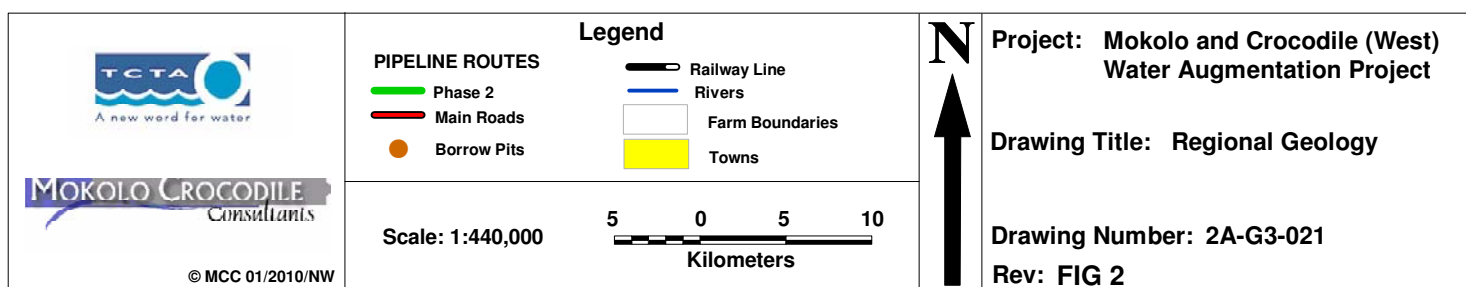 TCTA
A new word for water
MOKOLO CROCODILE
Consultants
© MCC 01/2010/NW
Legend
PIPELINE ROUTES
Phase 2
Main Roads
Borrow Pits
Railway Line
Rivers
Farm Boundaries
Towns
Scale: 1:440,000
5 0 5 10
Kilometers
N
Project: Mokolo and Crocodile (West)
Water Augmentation Project
Drawing Title: Regional Geology
Drawing Number: 2A-G3-021
Rev: FIG 2